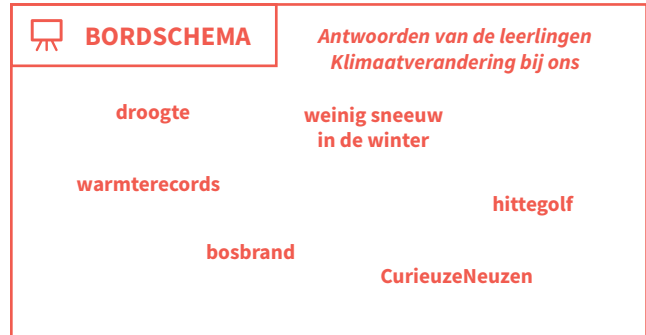 BORDSCHEMA
Antwoorden van de leerlingen
Klimaatverandering bij ons
droogte
weinig sneeuw
in de winter
warmterecords
hittegolf
bosbrand
CurieuzeNeuzen